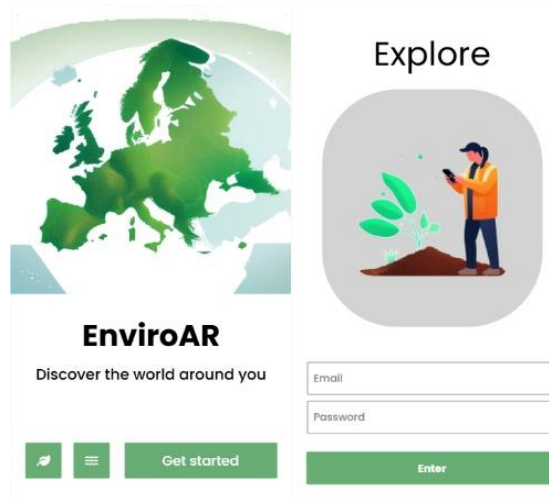 EnviroAR
Discover the world around you
Get started
Explore
Email
Password
Enter